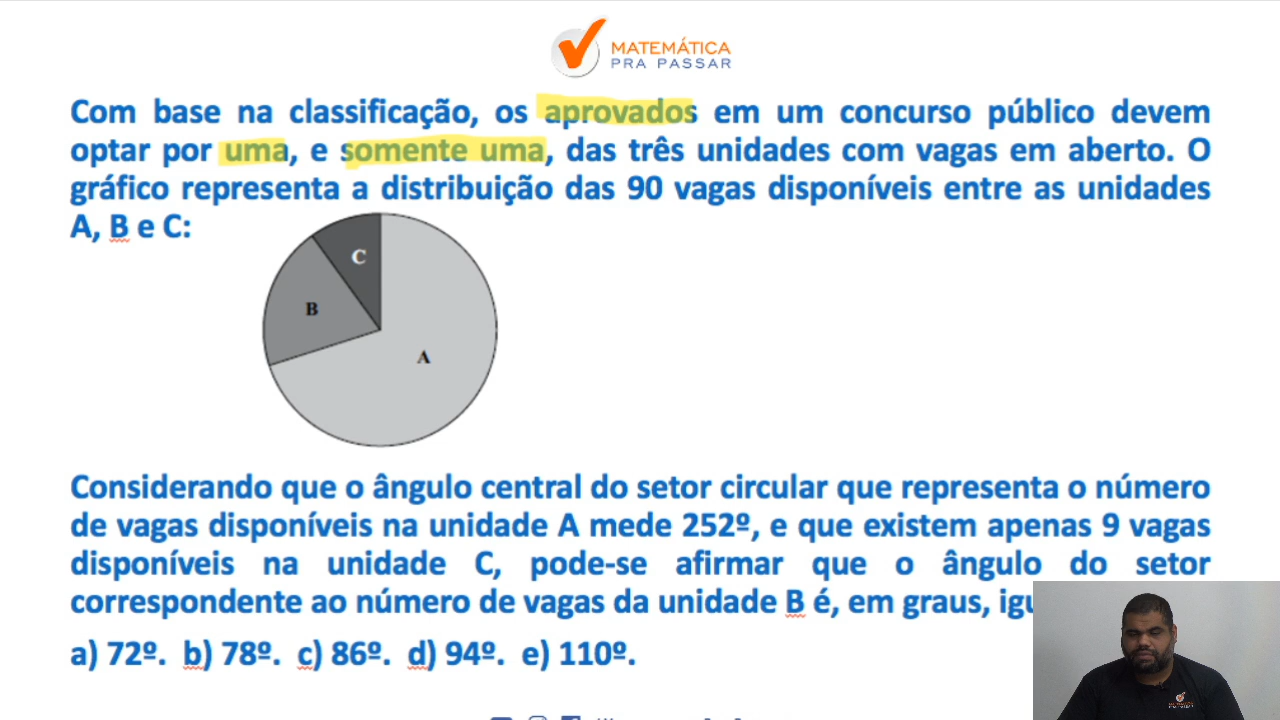 MATEMÁTICA
PRA PASSAR
Com base na classificação, os aprovados em um concurso público devem
optar por uma, e somente uma, das três unidades com vagas em aberto. O
gráfico representa a distribuição das 90 vagas disponíveis entre as unidades
A, B e C:
C
B
A
Considerando que o ângulo central do setor circular que representa o número
de vagas disponíveis na unidade A mede 252º, e que existem apenas 9 vagas
disponíveis na unidade C, pode-se afirmar que o ângulo do setor
correspondente ao número de vagas da unidade B é, em graus,
a) 72º. b) 78º. c) 86º. d) 94º. e) 110º.